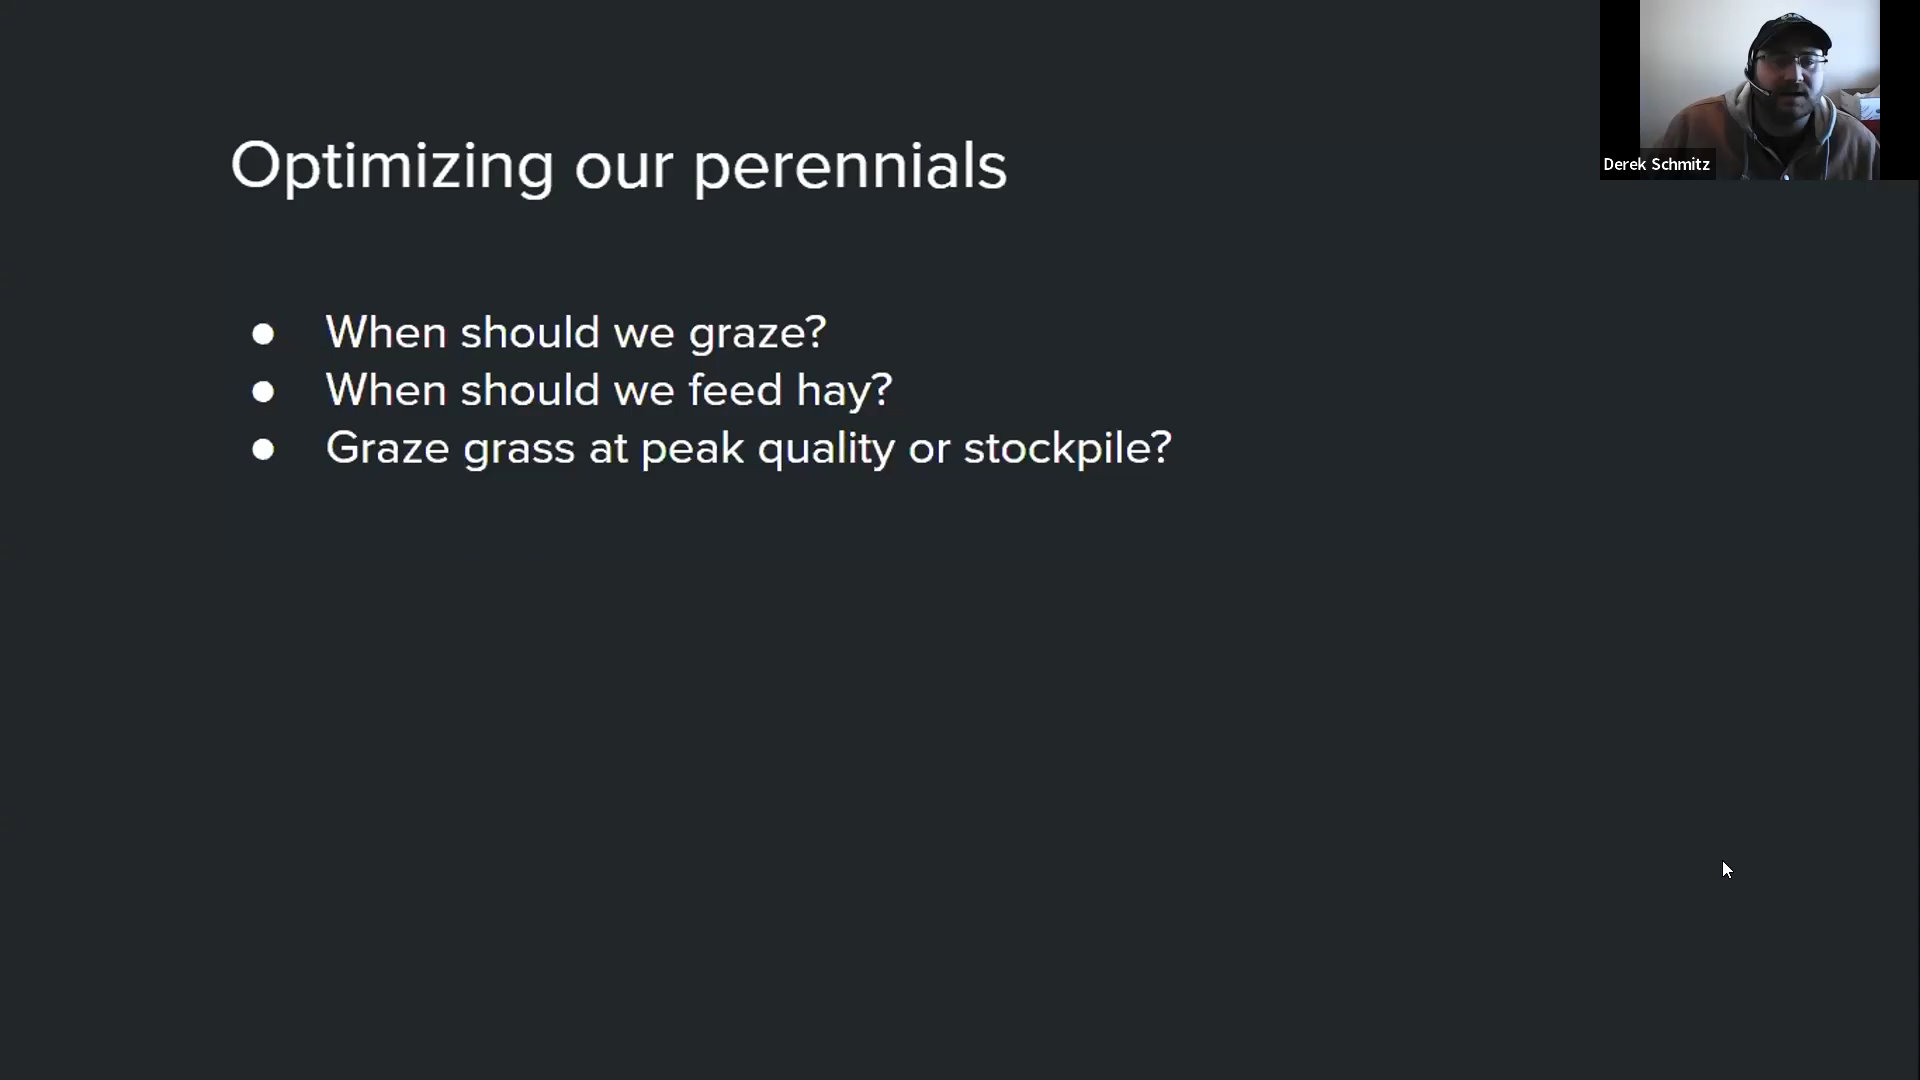 Optimizing our perennials
● When should we graze?
● When should we feed hay?
● Graze grass at peak quality or stockpile?
Derek Schmitz